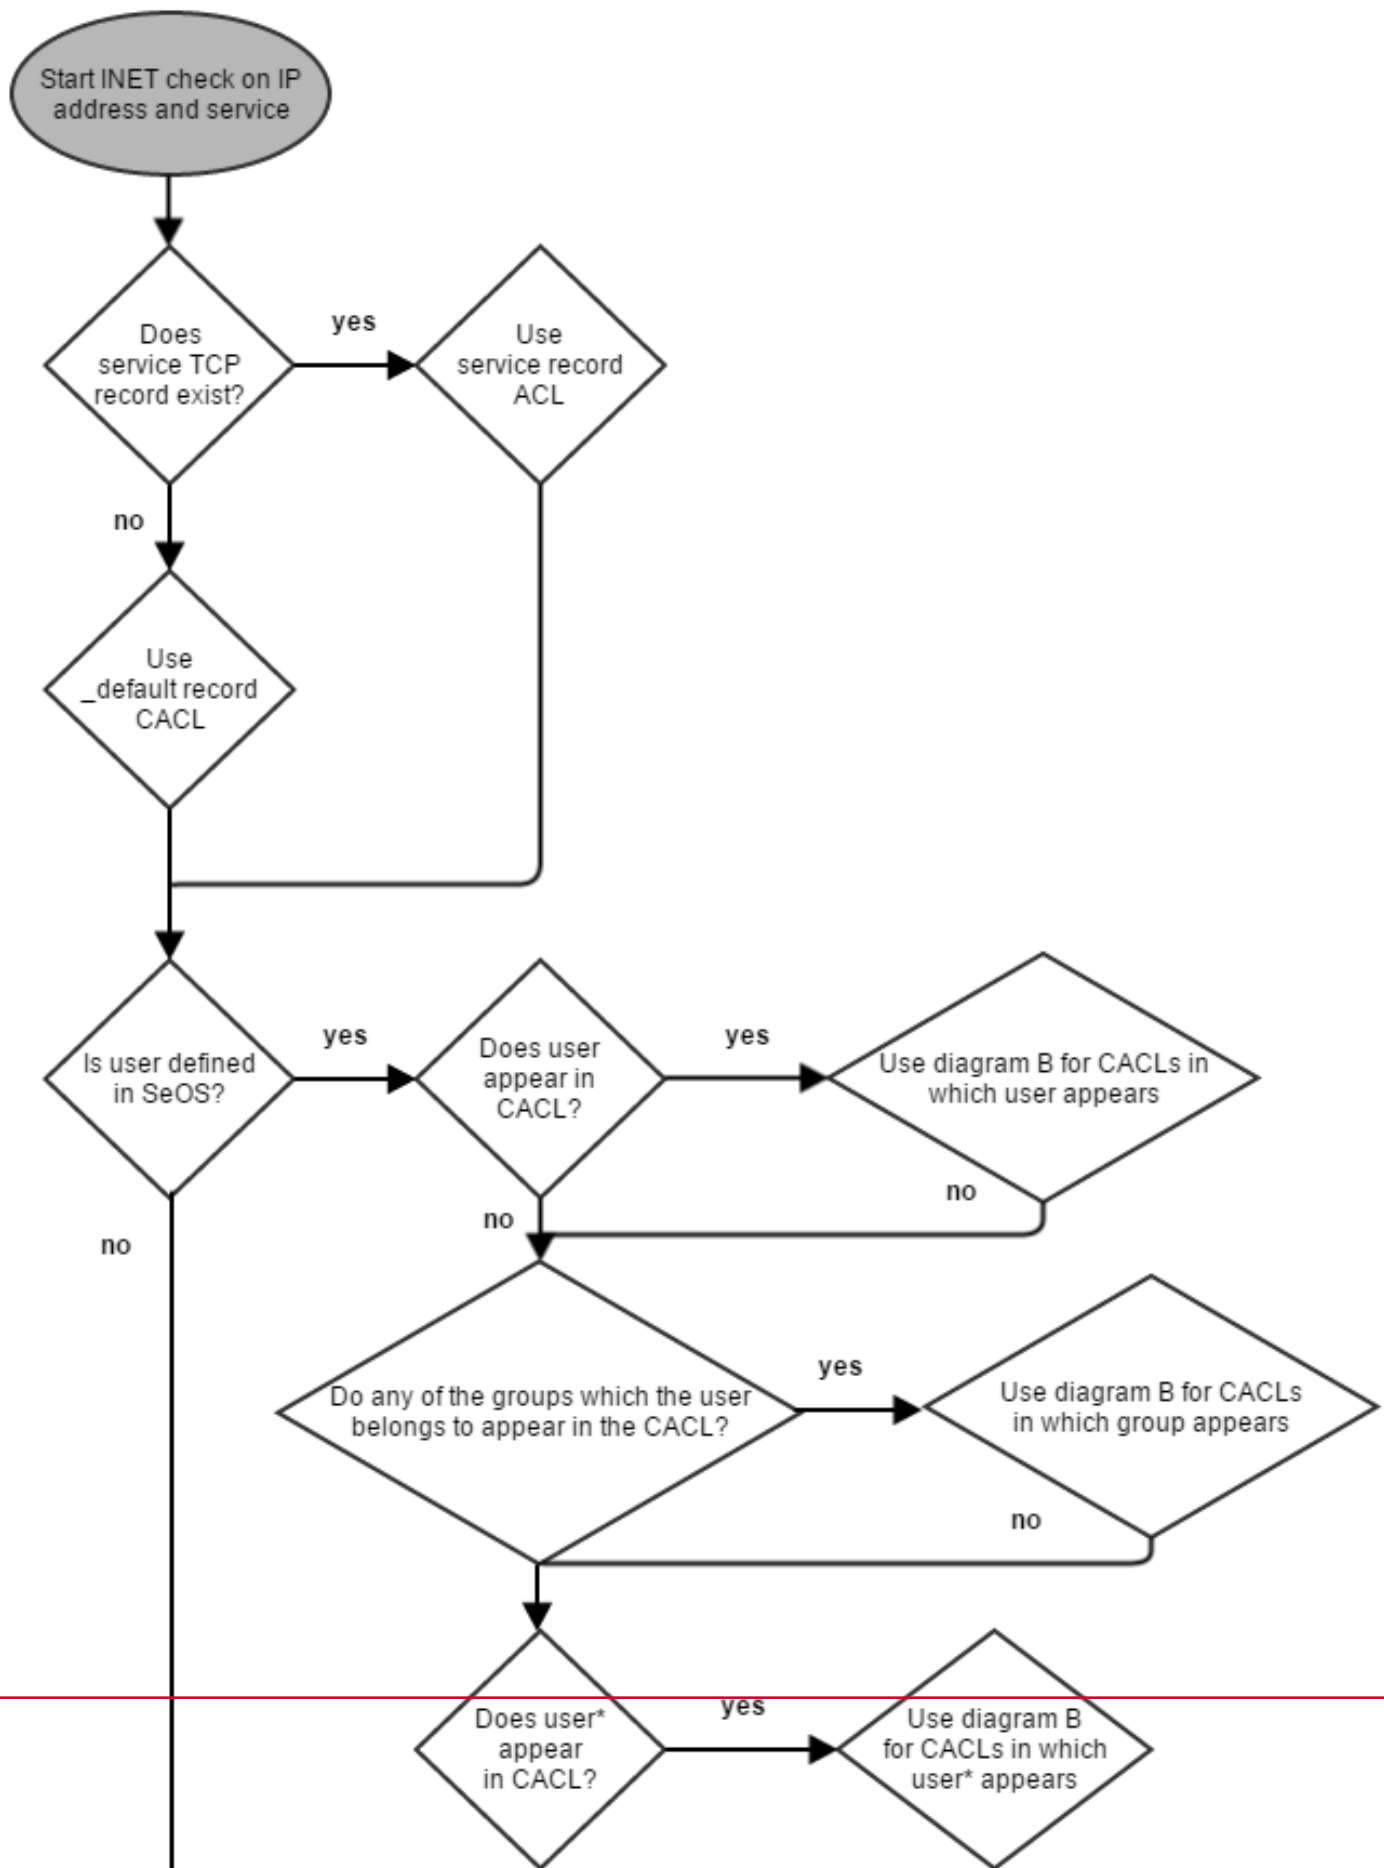 Start INET check on IP
address and service
Does
service TCP
record exist?
yes
Use
service record
ACL
no
Use
_default record
CACL
Is user defined
in SeOS?
yes
Does user
appear in
CACL?
yes
Use diagram B for CACLs in
which user appears
no
no
no
Do any of the groups which the user
belongs to appear in the CACL?
yes
Use diagram B for CACLs
in which group appears
no
Does user*
appear
in CACL?
yes
Use diagram B
for CACLs in which
user* appears